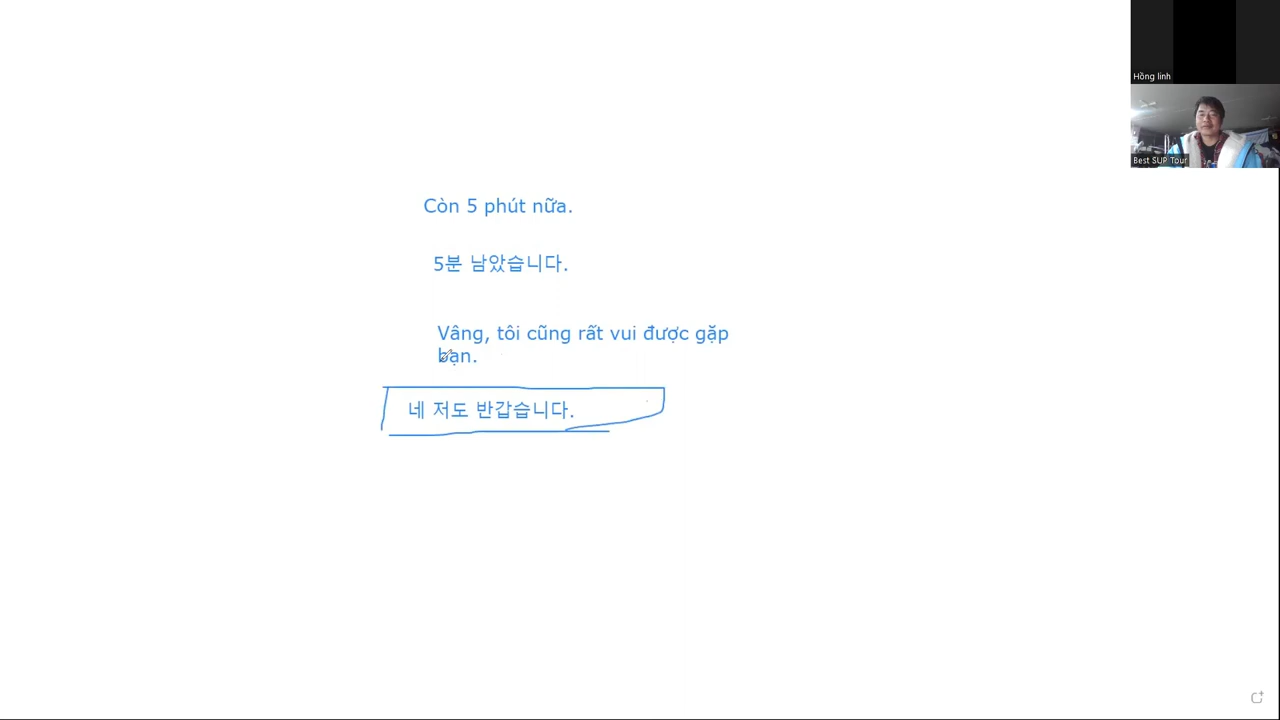 Hồng linh
Best SUP Tour
Còn 5 phút nữa.
5분 남았습니다.
Vâng, tôi cũng rất vui được gặp
bạn.
네 저도 반갑습니다.